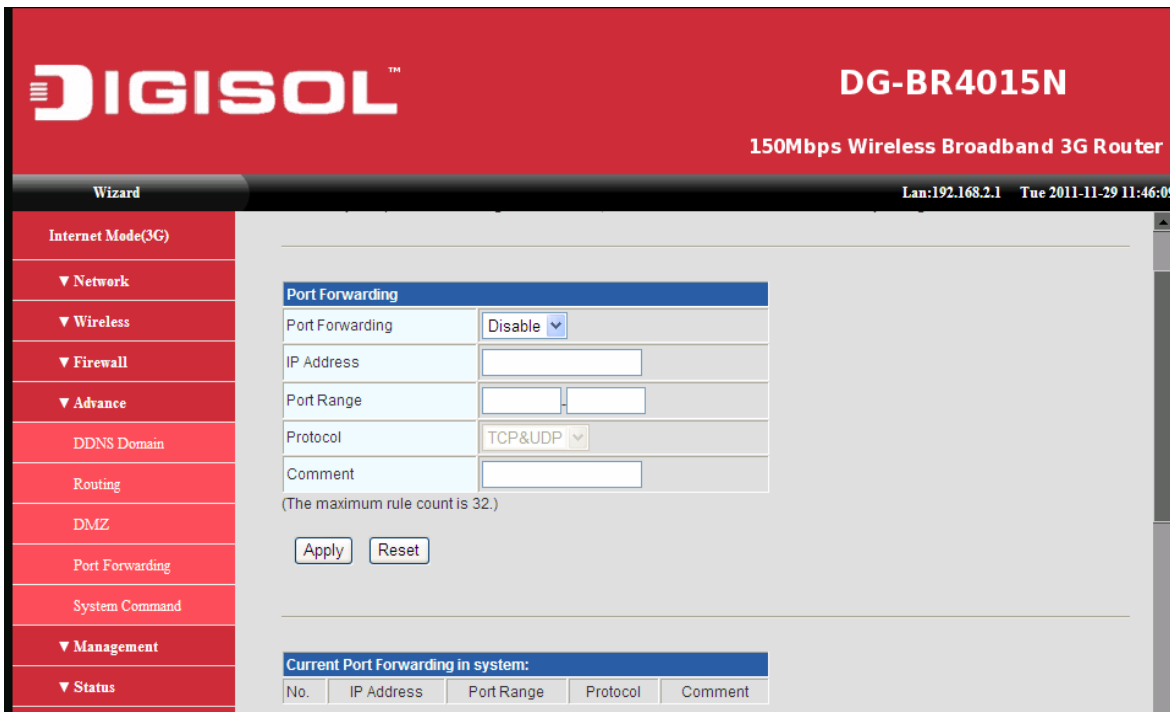 DIGISOL™
DG-BR4015N
150Mbps Wireless Broadband 3G Router
Wizard
Lan:192.168.2.1 Tue 2011-11-29 11:46:09
Internet Mode(3G)
▼ Network
▼ Wireless
▼ Firewall
▼ Advance
DDNS Domain
Routing
DMZ
Port Forwarding
System Command
▼ Management
▼ Status
Port Forwarding
Port Forwarding Disable
IP Address
Port Range -
Protocol TCP&UDP
Comment
(The maximum rule count is 32.)
Apply Reset
Current Port Forwarding in system:
No. IP Address Port Range Protocol Comment